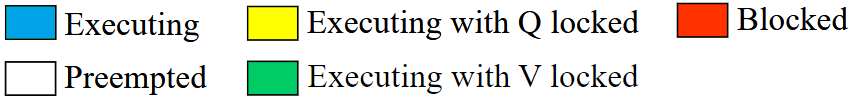 Executing Executing with Q locked Blocked
Preempted Executing with V locked